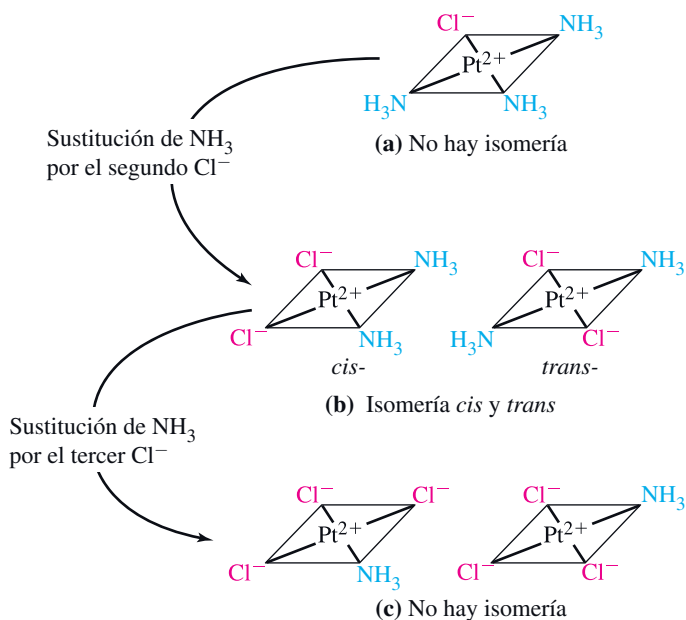 Cl⁻ NH₃
Pt²⁺
H₃N NH₃
(a) No hay isomería
Sustitución de NH₃
por el segundo Cl⁻
Cl⁻ NH₃ Cl⁻ NH₃
Pt²⁺ Pt²⁺
Cl⁻ NH₃ H₃N Cl⁻
cis- trans-
(b) Isomería cis y trans
Sustitución de NH₃
por el tercer Cl⁻
Cl⁻ Cl⁻ Cl⁻ NH₃
Pt²⁺ Pt²⁺
Cl⁻ NH₃ Cl⁻ Cl⁻
(c) No hay isomería